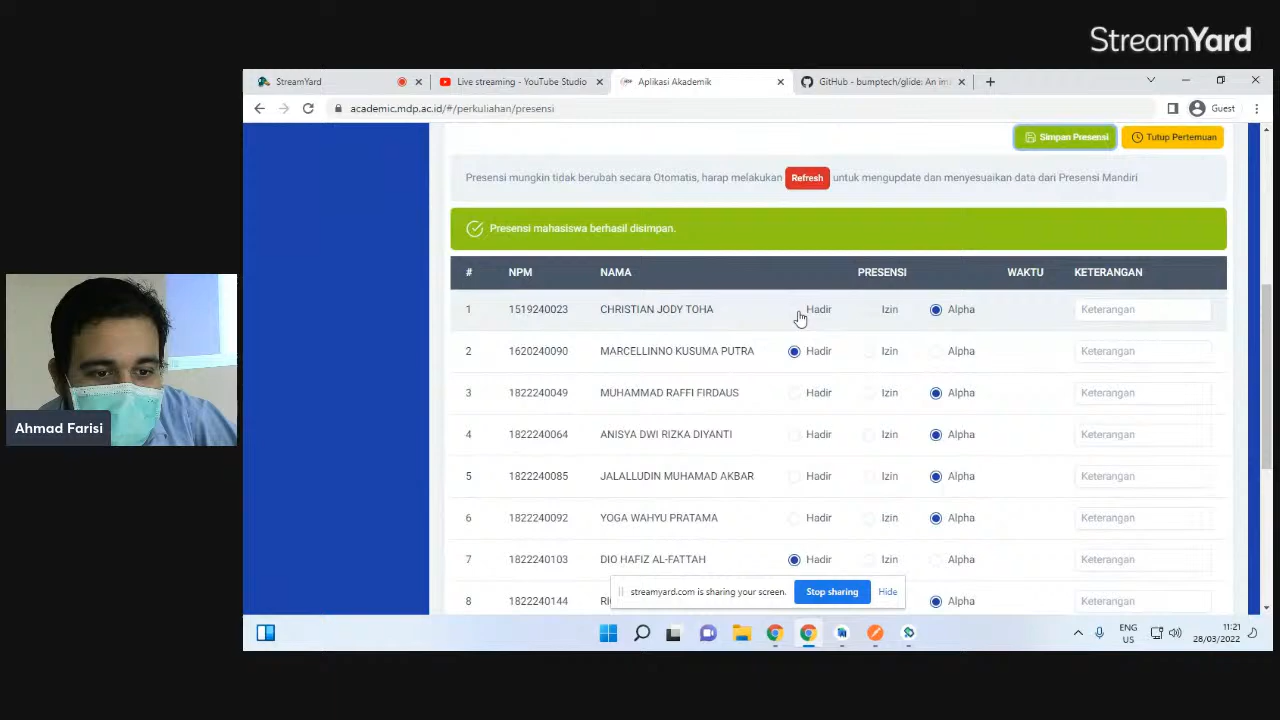 StreamYard
StreamYard
Live streaming - YouTube Studio
Aplikasi Akademik
GitHub - bumptech/glide: An im
academic.mdp.ac.id/#/perkuliahan/presensi
Guest
Simpan Presensi
Tutup Pertemuan
Presensi mungkin tidak berubah secara Otomatis, harap melakukan Refresh untuk mengupdate dan menyesuaikan data dari Presensi Mandiri
Presensi mahasiswa berhasil disimpan.
# NPM NAMA PRESENSI WAKTU KETERANGAN
1 1519240023 CHRISTIAN JODY TOHA Hadir Izin Alpha Keterangan
2 1620240090 MARCELLINNO KUSUMA PUTRA Hadir Izin Alpha Keterangan
3 1822240049 MUHAMMAD RAFFI FIRDAUS Hadir Izin Alpha Keterangan
4 1822240064 ANISYA DWI RIZKA DIYANTI Hadir Izin Alpha Keterangan
5 1822240085 JALALLUDIN MUHAMAD AKBAR Hadir Izin Alpha Keterangan
6 1822240092 YOGA WAHYU PRATAMA Hadir Izin Alpha Keterangan
7 1822240103 DIO HAFIZ AL-FATTAH Hadir Izin Alpha Keterangan
8 1822240144 Alpha Keterangan
streamyard.com is sharing your screen.
Stop sharing
Hide
Ahmad Farisi
ENG
US
11:21
28/03/2022